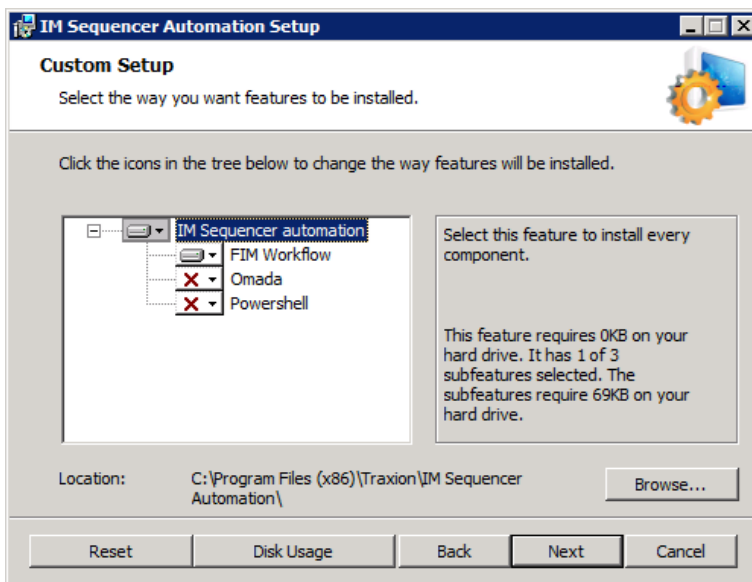 IM Sequencer Automation Setup
Custom Setup
Select the way you want features to be installed.
Click the icons in the tree below to change the way features will be installed.
IM Sequencer automation
FIM Workflow
Omada
Powershell
Select this feature to install every
component.
This feature requires 0KB on your
hard drive. It has 1 of 3
subfeatures selected. The
subfeatures require 69KB on your
hard drive.
Location:
C:\Program Files (x86)\Traxion\IM Sequencer
Automation\
Browse...
Reset
Disk Usage
Back
Next
Cancel